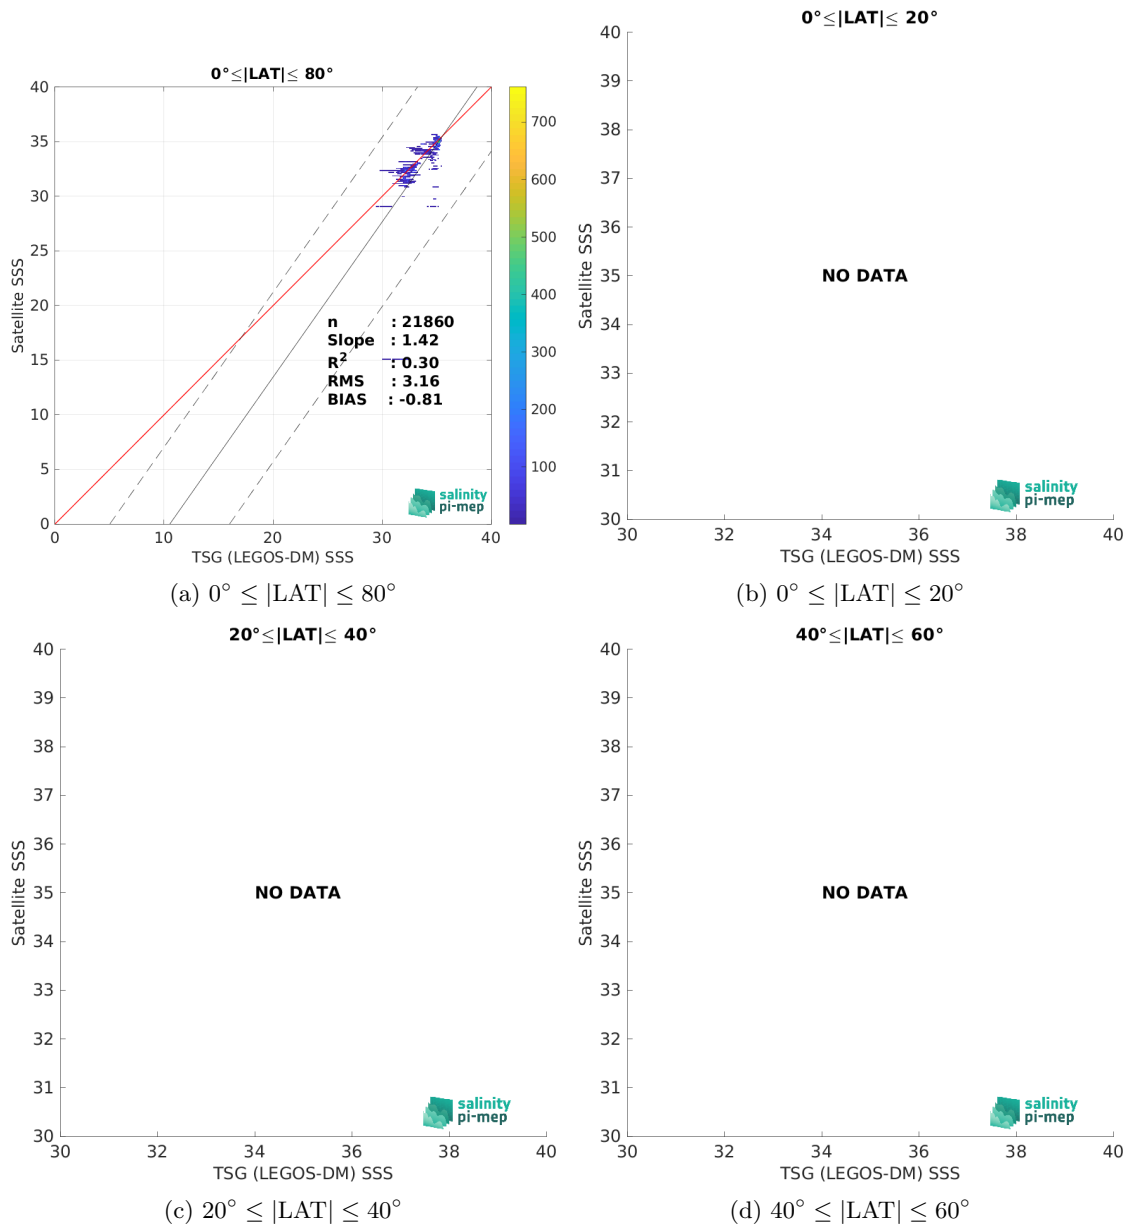 0°≤|LAT|≤ 80°
40
35
30
25
20
15
10
5
0
Satellite SSS
n : 21860
Slope : 1.42
R² : 0.30
RMS : 3.16
BIAS : -0.81
salinity
pi-mep
0 10 20 30 40
TSG (LEGOS-DM) SSS
700
600
500
400
300
200
100
(a) 0° ≤ |LAT| ≤ 80°
0°≤|LAT|≤ 20°
40
39
38
37
36
35
34
33
32
31
30
Satellite SSS
NO DATA
salinity
pi-mep
30 32 34 36 38 40
TSG (LEGOS-DM) SSS
(b) 0° ≤ |LAT| ≤ 20°
20°≤|LAT|≤ 40°
40
39
38
37
36
35
34
33
32
31
30
Satellite SSS
NO DATA
salinity
pi-mep
30 32 34 36 38 40
TSG (LEGOS-DM) SSS
(c) 20° ≤ |LAT| ≤ 40°
40°≤|LAT|≤ 60°
40
39
38
37
36
35
34
33
32
31
30
Satellite SSS
NO DATA
salinity
pi-mep
30 32 34 36 38 40
TSG (LEGOS-DM) SSS
(d) 40° ≤ |LAT| ≤ 60°